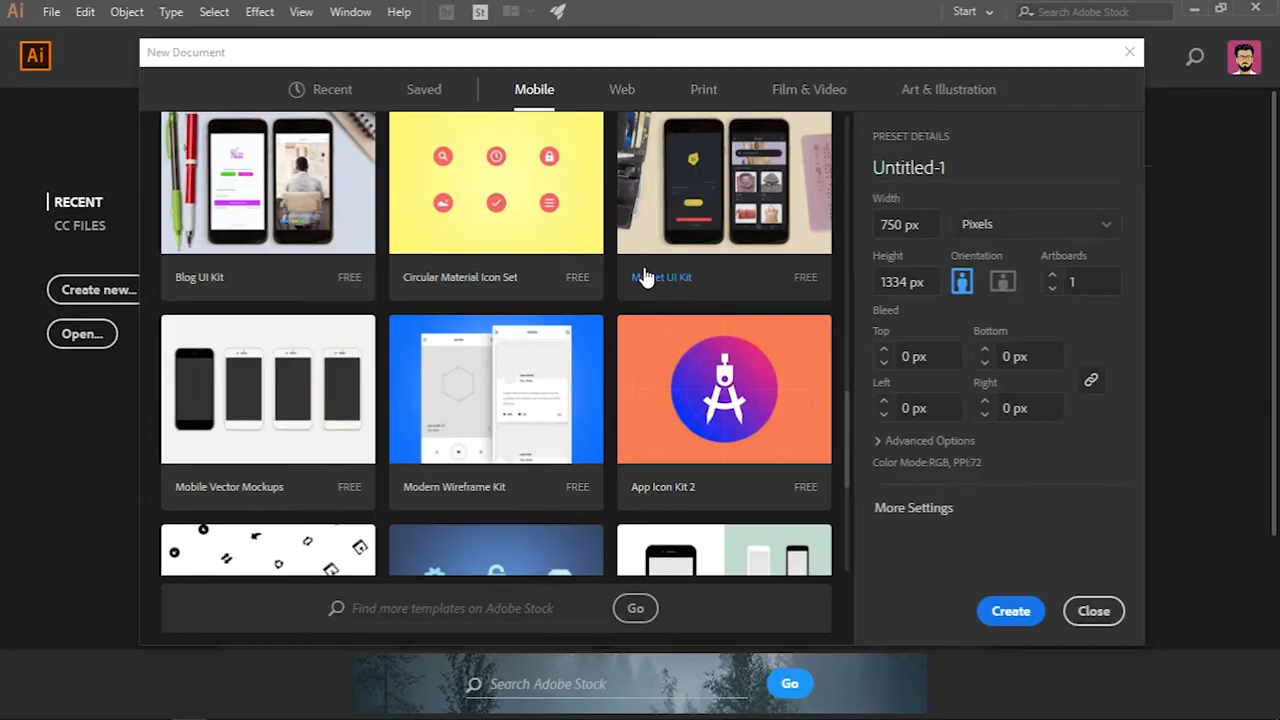 Ai File Edit Object Type Select Effect View Window Help Br St Start Search Adobe Stock
Ai
New Document
Recent Saved Mobile Web Print Film & Video Art & Illustration
RECENT
CC FILES
Create new...
Open...
Blog UI Kit FREE
Circular Material Icon Set FREE
UI Kit FREE
Mobile Vector Mockups FREE
Modern Wireframe Kit FREE
App Icon Kit 2 FREE
Find more templates on Adobe Stock Go
PRESET DETAILS
Untitled-1
Width
750 px Pixels
Height Orientation Artboards
1334 px 1
Bleed
Top Bottom
0 px 0 px
Left Right
0 px 0 px
Advanced Options
Color Mode:RGB, PPI:72
More Settings
Create Close
Search Adobe Stock Go